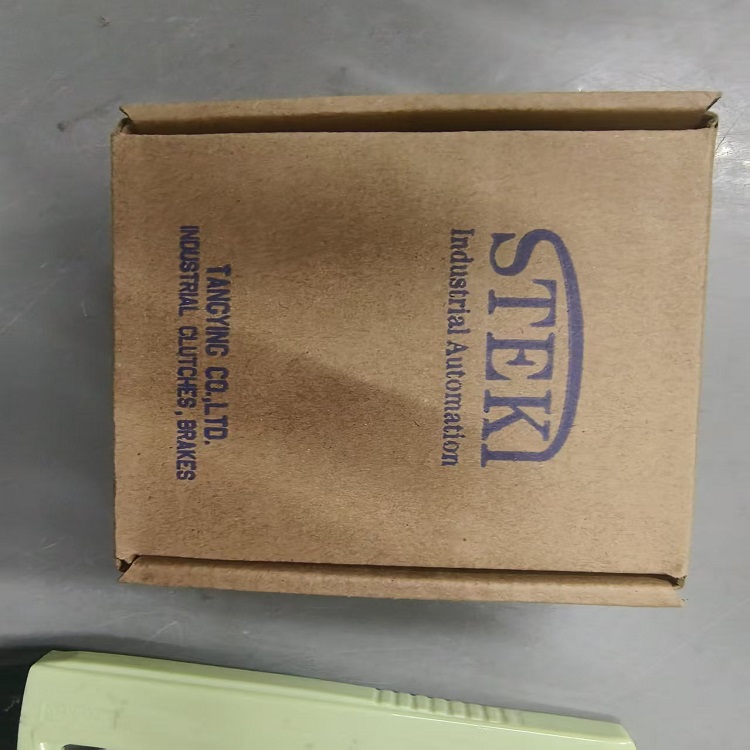 STEKI
Industrial Automation
TANGYING CO.,LTD.
INDUSTRIAL CLUTCHES, BRAKES